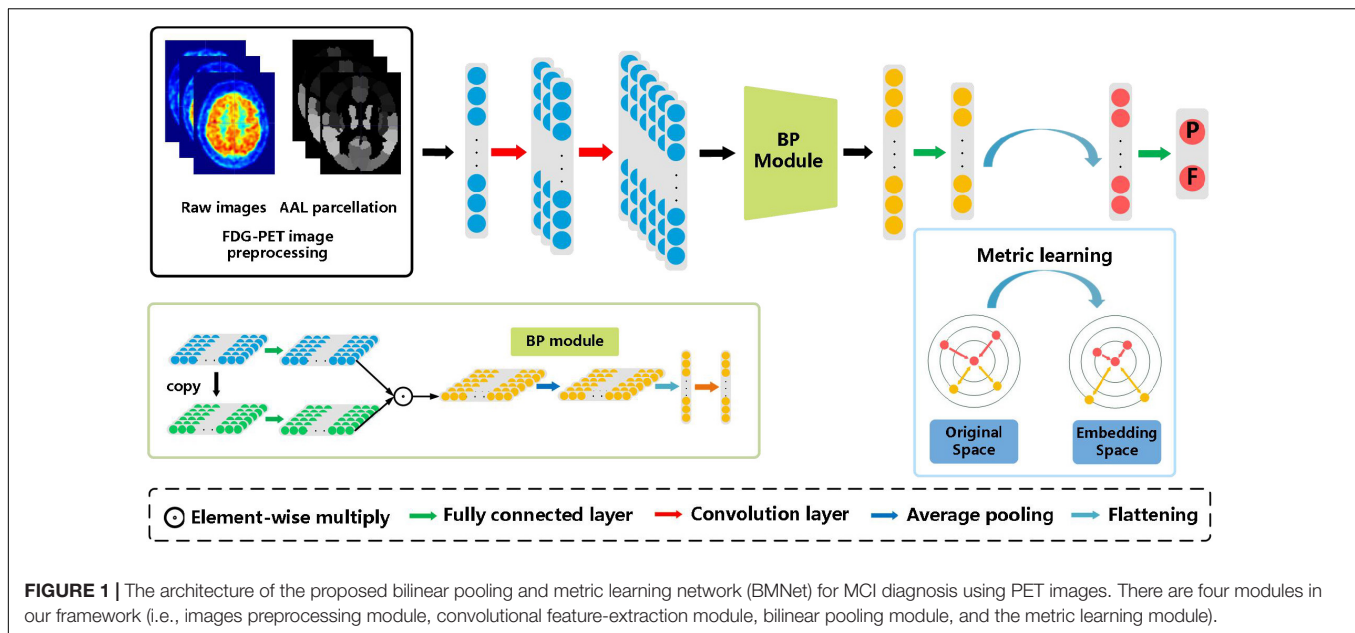 Raw images AAL parcellation
FDG-PET image
preprocessing
BP
Module
P
F
Metric learning
Original
Space
Embedding
Space
BP module
copy
Element-wise multiply Fully connected layer Convolution layer Average pooling Flattening
FIGURE 1 | The architecture of the proposed bilinear pooling and metric learning network (BMNet) for MCI diagnosis using PET images. There are four modules in
our framework (i.e., images preprocessing module, convolutional feature-extraction module, bilinear pooling module, and the metric learning module).